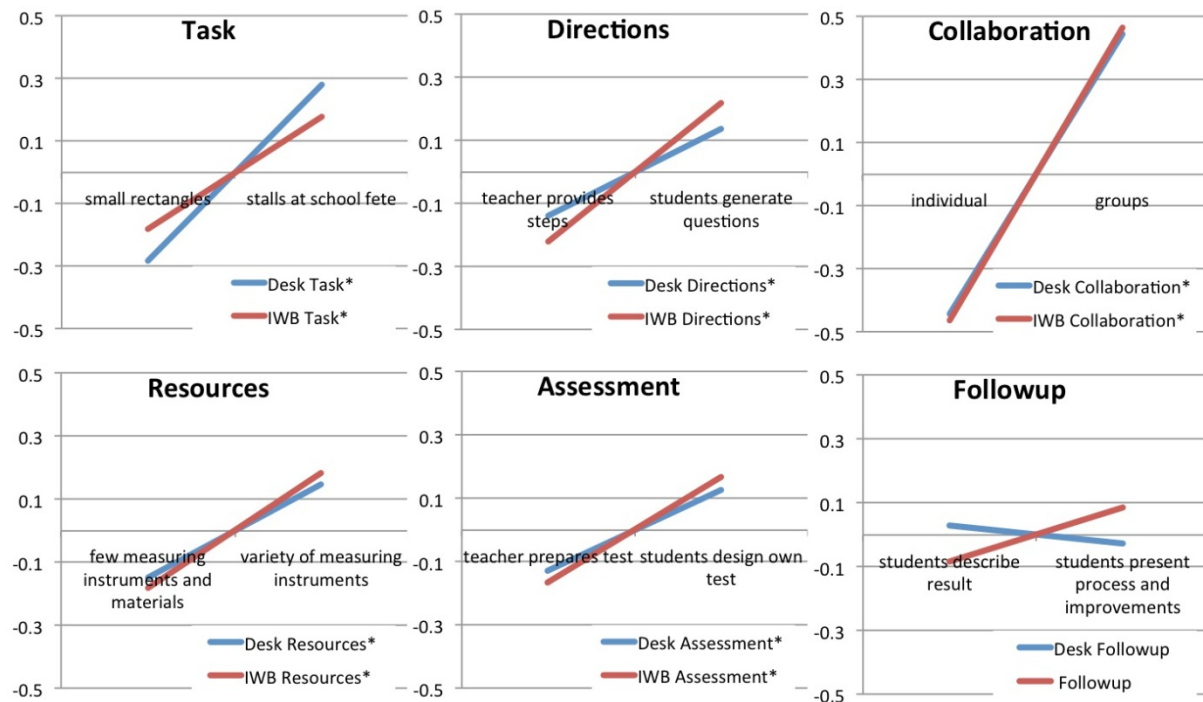 Task
0.5
0.3
0.1
-0.1
-0.3
-0.5
small rectangles
stalls at school fete
Desk Task*
IWB Task*
Directions
0.5
0.3
0.1
-0.1
-0.3
-0.5
teacher provides
steps
students generate
questions
Desk Directions*
IWB Directions*
Collaboration
0.5
0.3
0.1
-0.1
-0.3
-0.5
individual
groups
Desk Collaboration*
IWB Collaboration*
Resources
0.5
0.3
0.1
-0.1
-0.3
-0.5
few measuring
instruments and
materials
variety of measuring
instruments
Desk Resources*
IWB Resources*
Assessment
0.5
0.3
0.1
-0.1
-0.3
-0.5
teacher prepares test
students design own
test
Desk Assessment*
IWB Assessment*
Followup
0.5
0.3
0.1
-0.1
-0.3
-0.5
students describe
result
students present
process and
improvements
Desk Followup
Followup